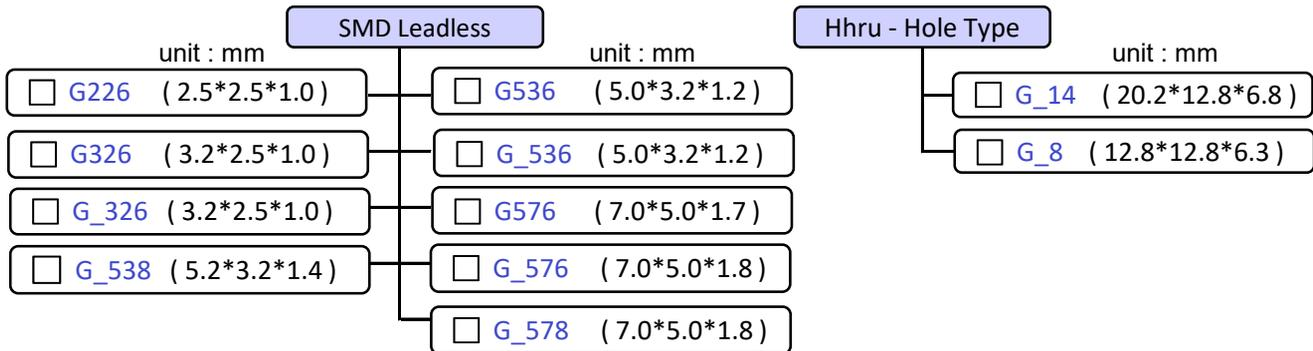 SMD Leadless
unit : mm
G226 ( 2.5*2.5*1.0 )
G326 ( 3.2*2.5*1.0 )
G_326 ( 3.2*2.5*1.0 )
G_538 ( 5.2*3.2*1.4 )
unit : mm
G536 ( 5.0*3.2*1.2 )
G_536 ( 5.0*3.2*1.2 )
G576 ( 7.0*5.0*1.7 )
G_576 ( 7.0*5.0*1.8 )
G_578 ( 7.0*5.0*1.8 )
Hhru - Hole Type
unit : mm
G_14 ( 20.2*12.8*6.8 )
G_8 ( 12.8*12.8*6.3 )